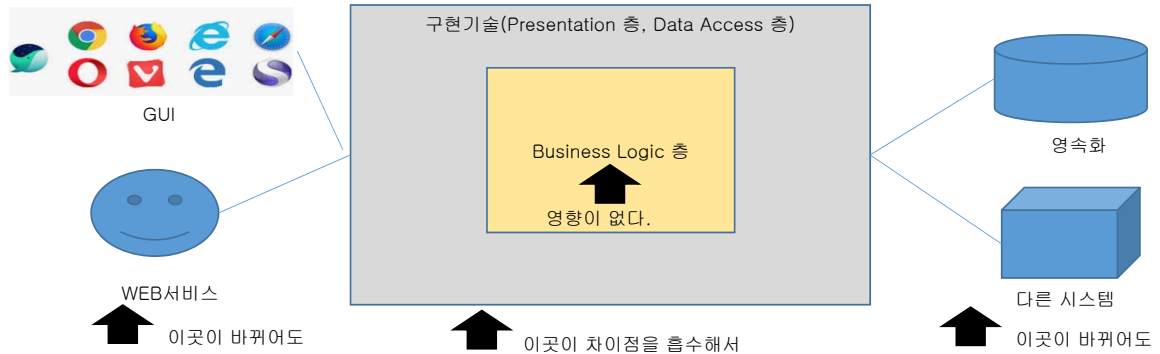 구현기술(Presentation 층, Data Access 층)
GUI
영속화
Business Logic 층
영향이 없다.
WEB서비스
다른 시스템
이곳이 바뀌어도
이곳이 차이점을 흡수해서
이곳이 바뀌어도